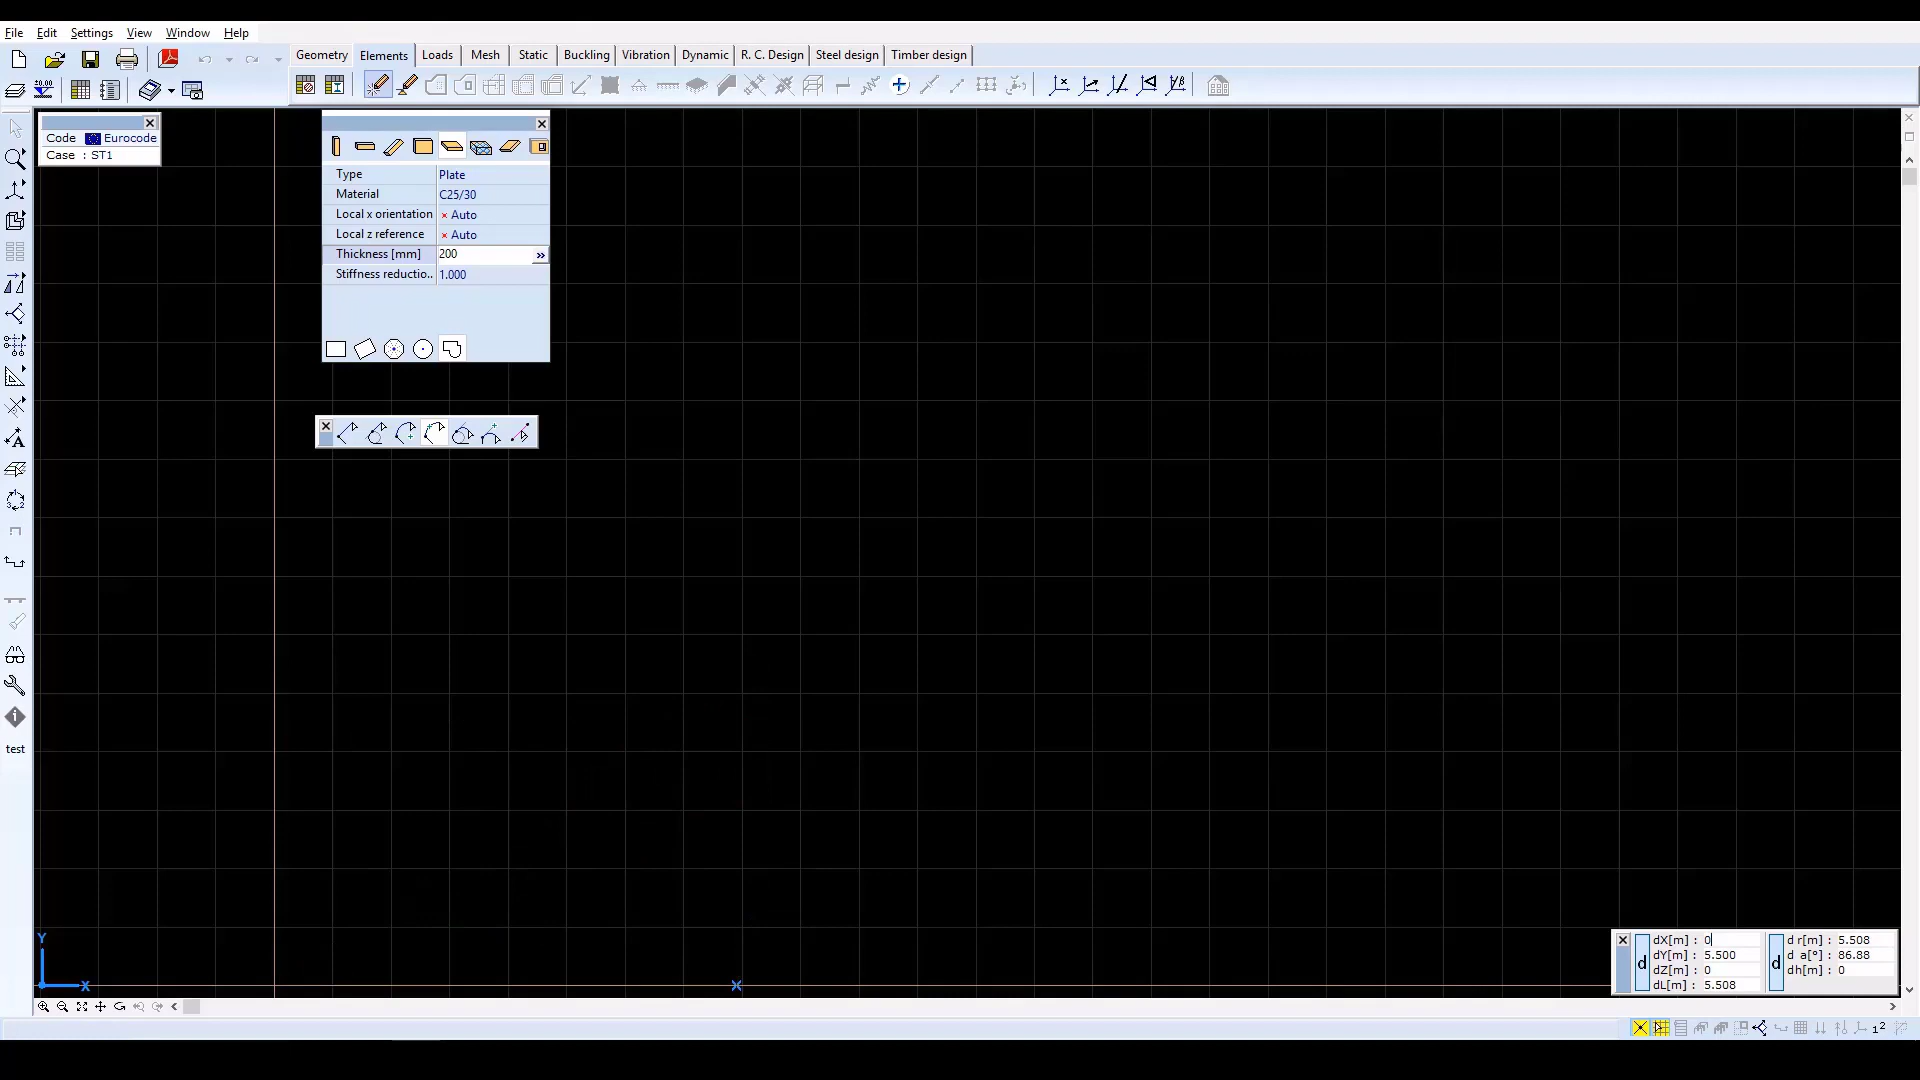 File Edit Settings View Window Help
Geometry Elements Loads Mesh Static Buckling Vibration Dynamic R. C. Design Steel design Timber design
Code Eurocode
Case : ST1
Type Plate
Material C25/30
Local x orientation Auto
Local z reference Auto
Thickness [mm] 200 »
Stiffness reductio.. 1.000
test
Y
X
X
dX[m] : 0
dY[m] : 5.500
dZ[m] : 0
dL[m] : 5.508
d
d
d r[m] : 5.508
d a[°] : 86.88
dh[m] : 0